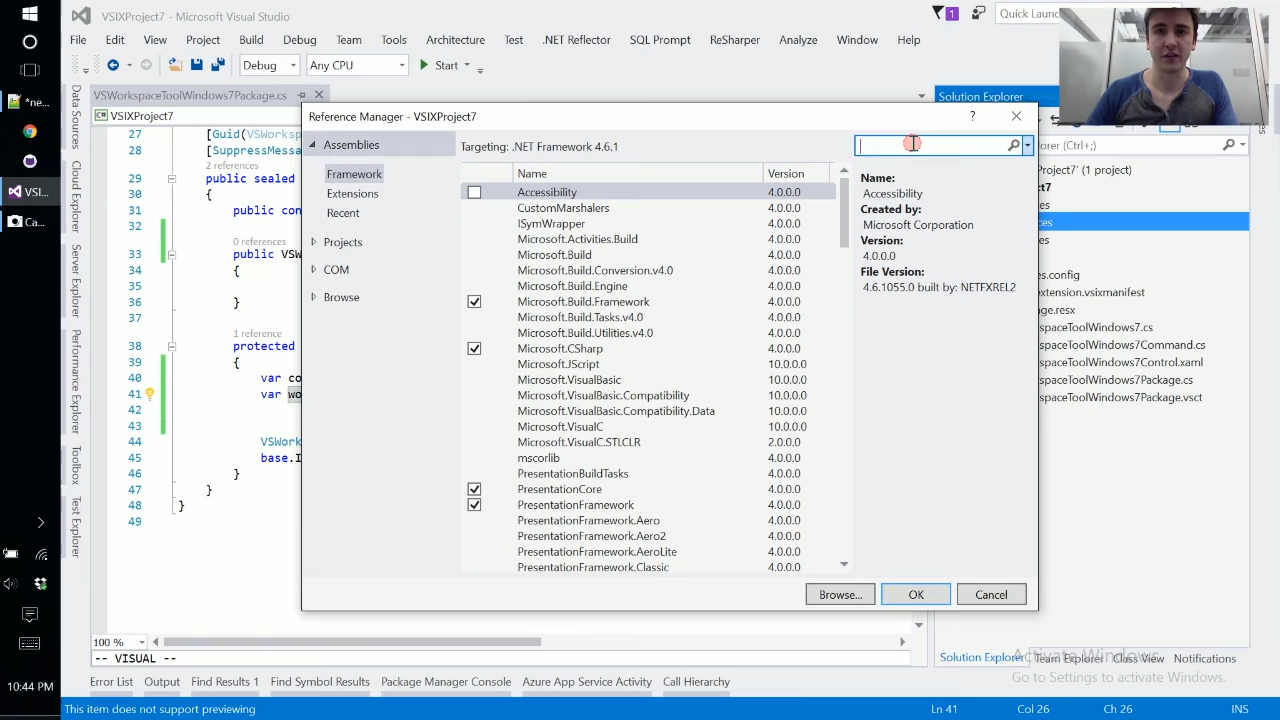 VSIXProject7 - Microsoft Visual Studio
1
Quick Laun
File Edit View Project Build Debug Team Tools
.NET Reflector SQL Prompt ReSharper Analyze Window Help
Debug Any CPU Start
VSWorkspaceToolWindows7Package.cs
VSIXProject7
Data Sources
Cloud Explorer
Server Explorer
Performance Explorer
Toolbox
Test Explorer
*ne...
VSI...
Ca...
10:44 PM
27 [Guid(VSWorksp
28 [SuppressMessa
2 references
29 public sealed
30 {
31 public con
32
0 references
33 public VSW
34 {
35
36 }
37
1 reference
38 protected
39 {
40 var co
41 var wo
42
43
44 VSWork
45 base.I
46 }
47 }
48 }
49
Reference Manager - VSIXProject7
?
Assemblies
Framework
Extensions
Recent
Projects
COM
Browse
Targeting: .NET Framework 4.6.1
Name Version
Accessibility 4.0.0.0
CustomMarshalers 4.0.0.0
ISymWrapper 4.0.0.0
Microsoft.Activities.Build 4.0.0.0
Microsoft.Build 4.0.0.0
Microsoft.Build.Conversion.v4.0 4.0.0.0
Microsoft.Build.Engine 4.0.0.0
Microsoft.Build.Framework 4.0.0.0
Microsoft.Build.Tasks.v4.0 4.0.0.0
Microsoft.Build.Utilities.v4.0 4.0.0.0
Microsoft.CSharp 4.0.0.0
Microsoft.JScript 10.0.0.0
Microsoft.VisualBasic 10.0.0.0
Microsoft.VisualBasic.Compatibility 10.0.0.0
Microsoft.VisualBasic.Compatibility.Data 10.0.0.0
Microsoft.VisualC 10.0.0.0
Microsoft.VisualC.STLCLR 2.0.0.0
mscorlib 4.0.0.0
PresentationBuildTasks 4.0.0.0
PresentationCore 4.0.0.0
PresentationFramework 4.0.0.0
PresentationFramework.Aero 4.0.0.0
PresentationFramework.Aero2 4.0.0.0
PresentationFramework.AeroLite 4.0.0.0
PresentationFramework.Classic 4.0.0.0
Name:
Accessibility
Created by:
Microsoft Corporation
Version:
4.0.0.0
File Version:
4.6.1055.0 built by: NETFXREL2
Browse... OK Cancel
Solution Explorer
orer (Ctrl+;)
Project7' (1 project)
ct7
es
ces
es
es.config
extension.vsixmanifest
age.resx
spaceToolWindows7.cs
spaceToolWindows7Command.cs
spaceToolWindows7Control.xaml
spaceToolWindows7Package.cs
spaceToolWindows7Package.vsct
100 %
-- VISUAL --
Solution Explorer Team Explorer Class View Notifications
Activate Windows
Go to Settings to activate Windows.
Error List Output Find Results 1 Find Symbol Results Package Manager Console Azure App Service Activity Call Hierarchy
This item does not support previewing Ln 41 Col 26 Ch 26 INS